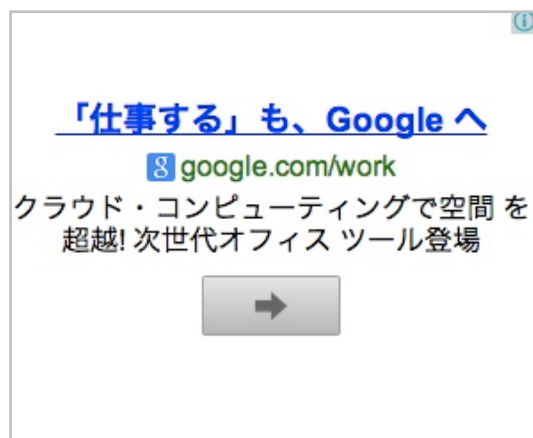 「仕事する」も、Google へ
google.com/work
クラウド・コンピューティングで空間 を
超越! 次世代オフィス ツール登場